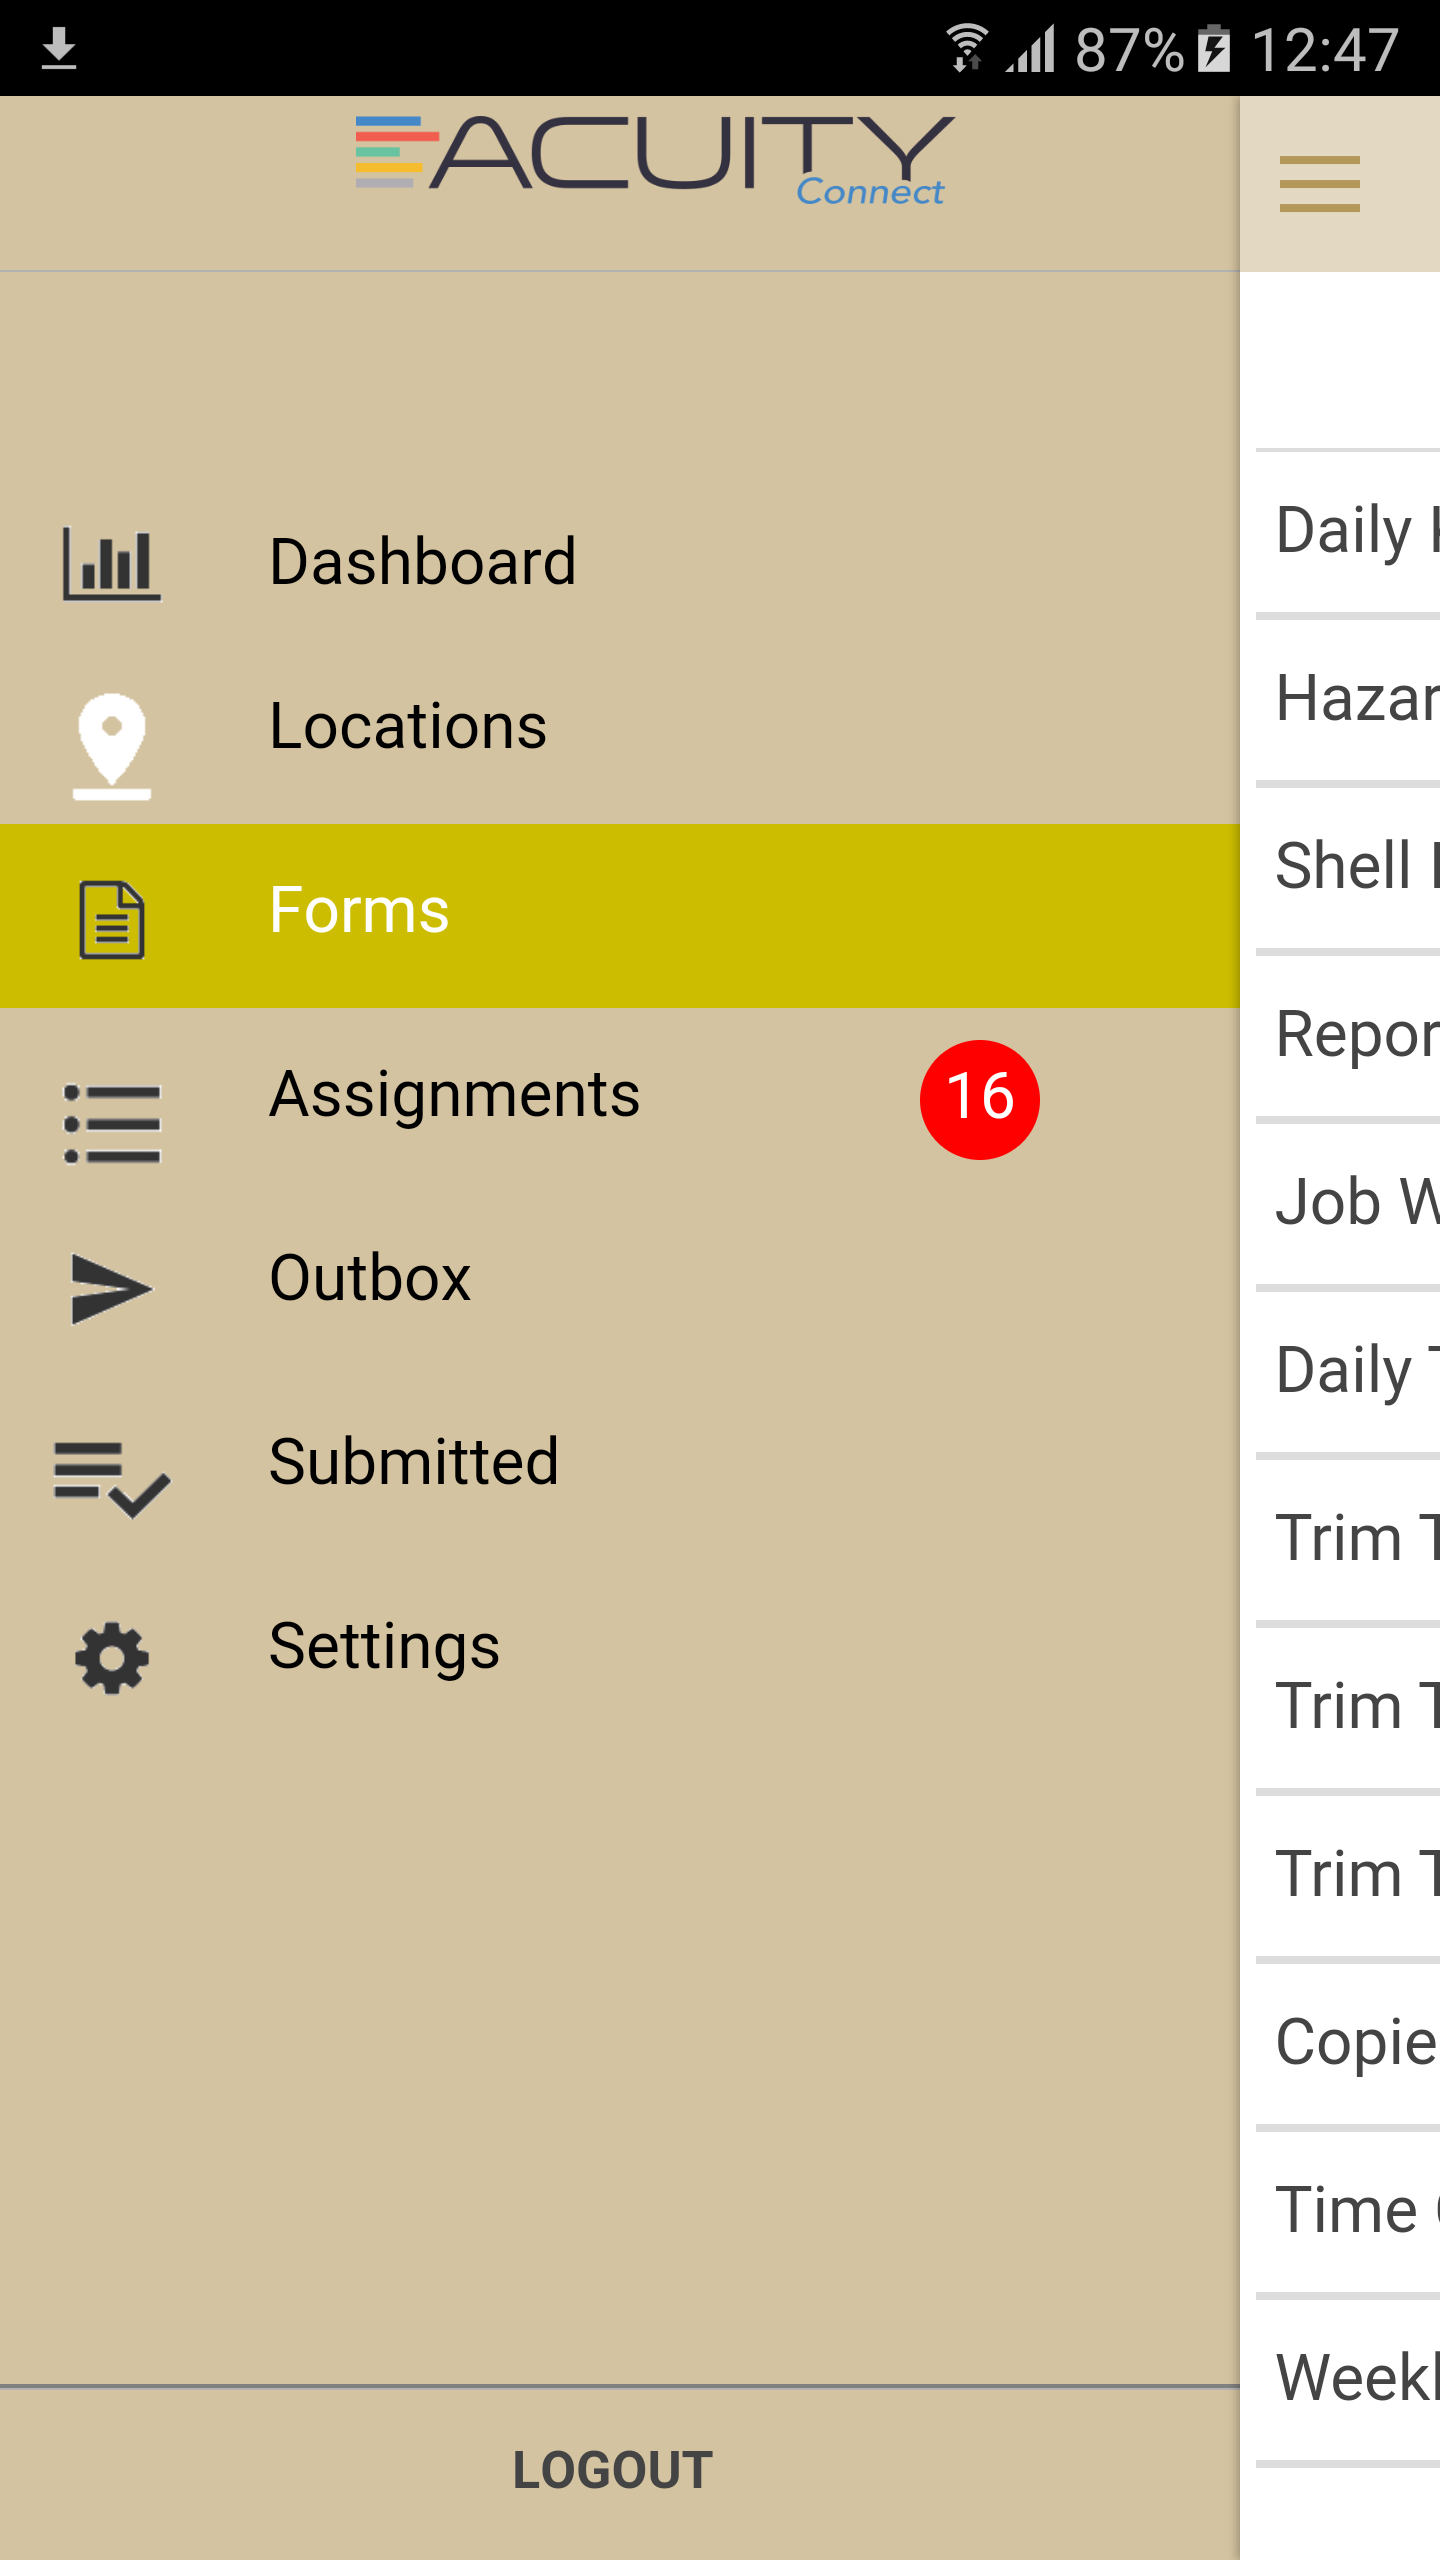 87% 12:47
ACUITY
Connect
Dashboard
Locations
Forms
Assignments 16
Outbox
Submitted
Settings
LOGOUT
Daily
Shell
Job
Daily
Trim
Trim
Trim
Time